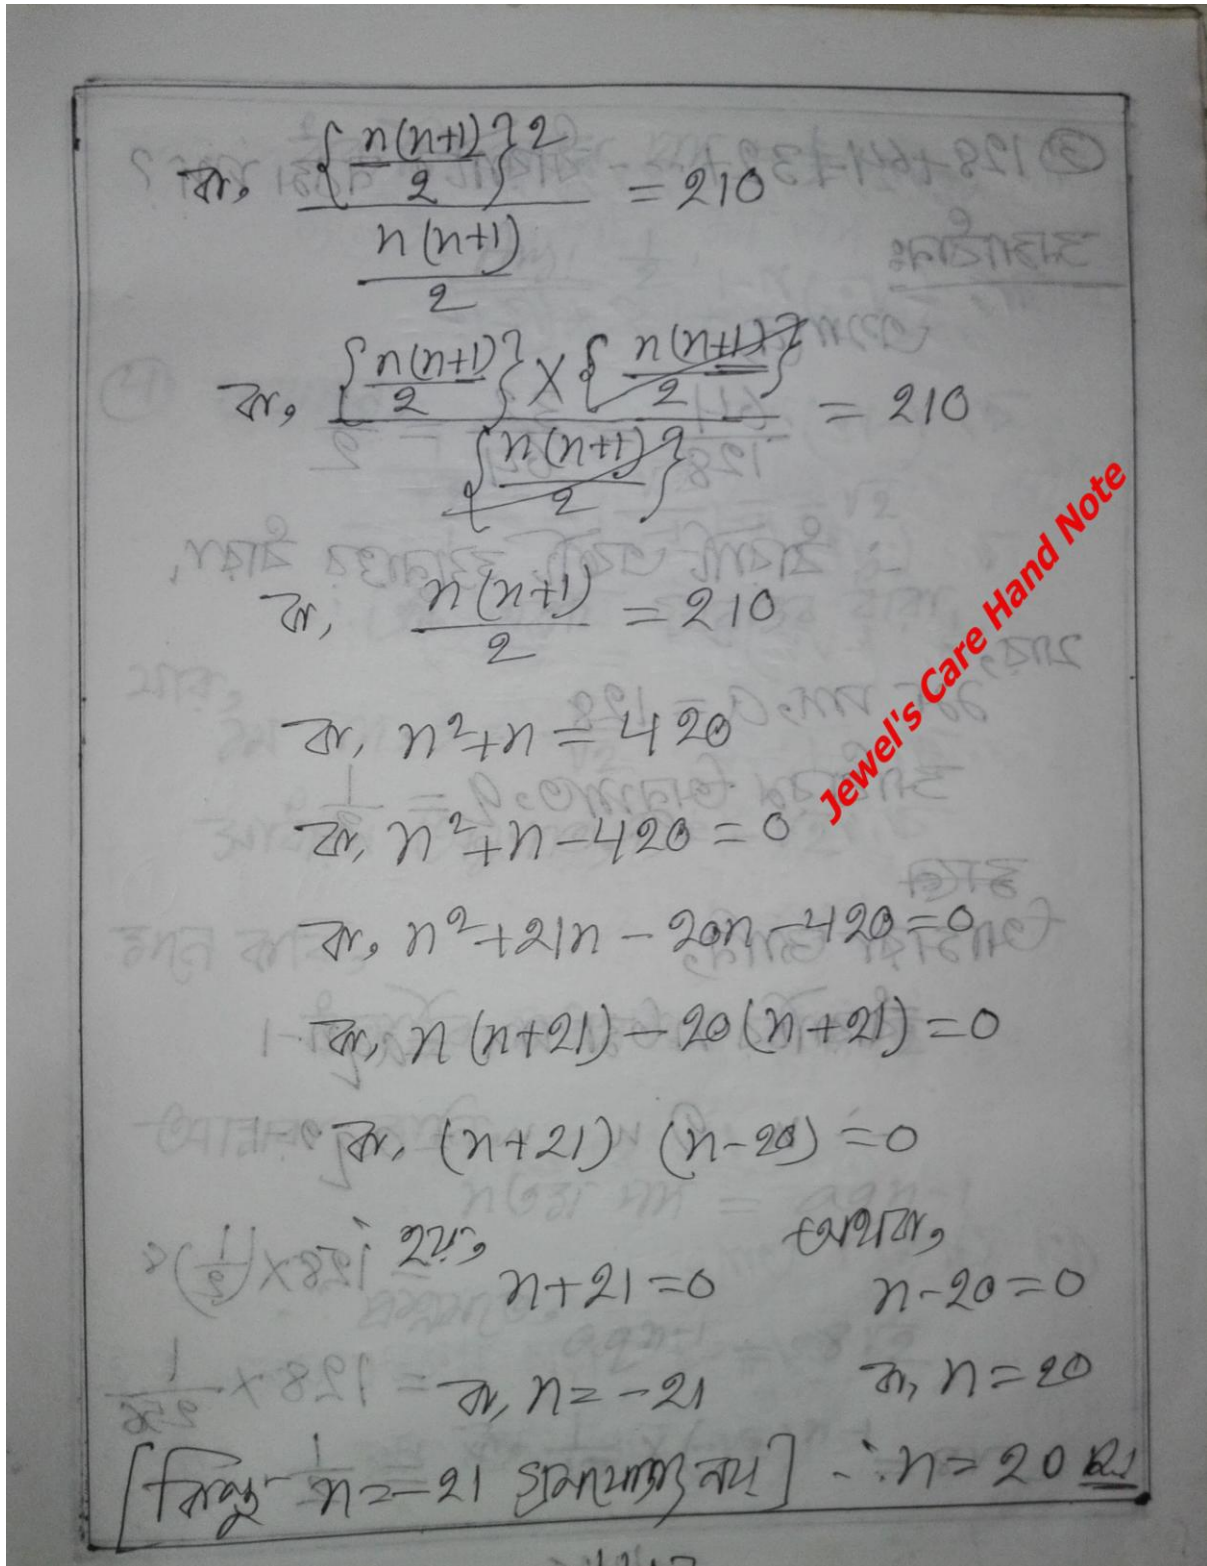 বা, {n(n+1)/2}² / n(n+1)/2 = 210
বা, {n(n+1)/2} × {n(n+1)/2} / {n(n+1)/2} = 210
বা, n(n+1)/2 = 210
বা, n²+n = 420
বা, n²+n-420 = 0
বা, n²+21n - 20n - 420 = 0
বা, n(n+21) - 20(n+21) = 0
বা, (n+21) (n-20) = 0
∴ হয়, অথবা,
n+21 = 0 n-20 = 0
বা, n = -21 বা, n = 20
[কিন্তু n = -21 গ্রহণযোগ্য নয়] ∴ n = 20
Jewel's Care Hand Note